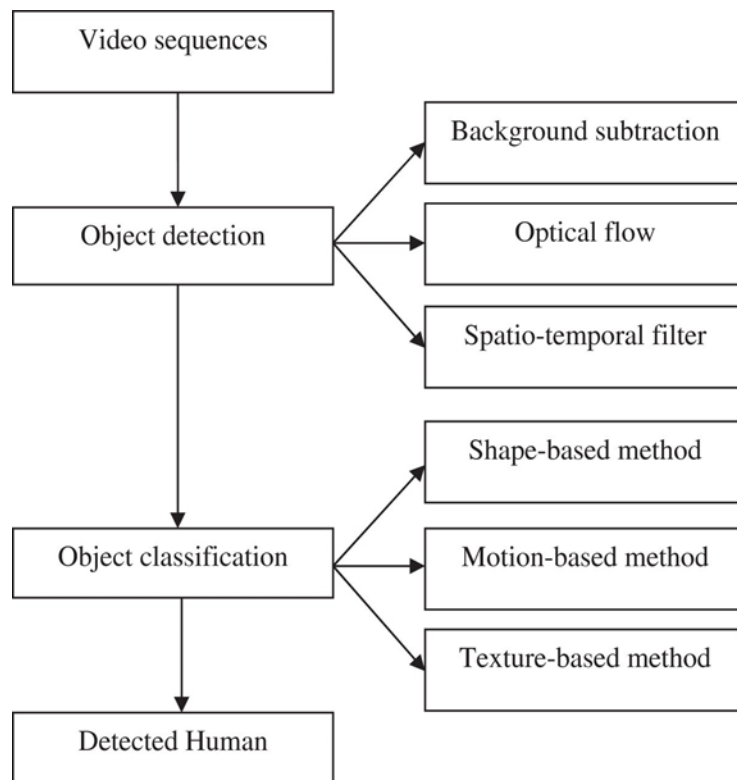 Video sequences
Background subtraction
Object detection
Optical flow
Spatio-temporal filter
Shape-based method
Object classification
Motion-based method
Texture-based method
Detected Human